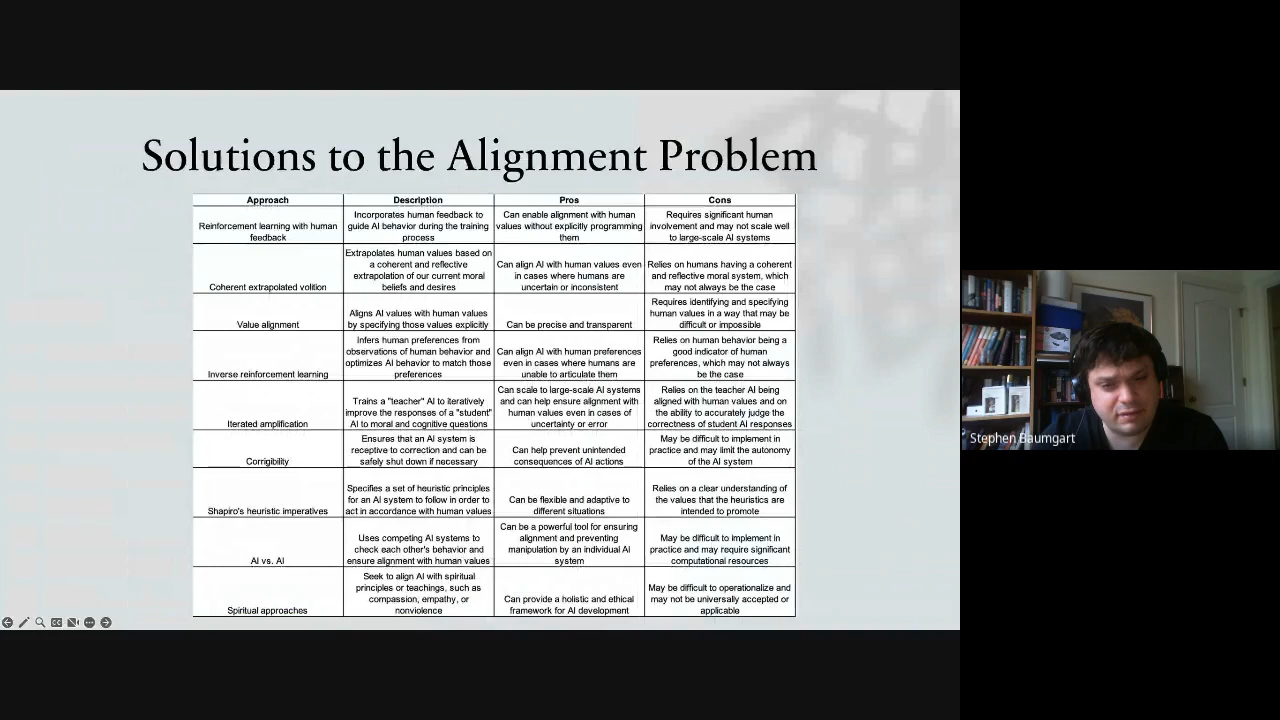 Solutions to the Alignment Problem
Approach Description Pros Cons
Reinforcement learning with human
feedback
Incorporates human feedback to
guide AI behavior during the training
process
Can enable alignment with human
values without explicitly programming
them
Requires significant human
involvement and may not scale well
to large-scale AI systems
Coherent extrapolated volition
Extrapolates human values based on
a coherent and reflective
extrapolation of our current moral
beliefs and desires
Can align AI with human values even
in cases where humans are
uncertain or inconsistent
Relies on humans having a coherent
and reflective moral system, which
may not always be the case
Value alignment
Aligns AI values with human values
by specifying those values explicitly
Can be precise and transparent
Requires identifying and specifying
human values in a way that may be
difficult or impossible
Inverse reinforcement learning
Infers human preferences from
observations of human behavior and
optimizes AI behavior to match those
preferences
Can align AI with human preferences
even in cases where humans are
unable to articulate them
Relies on human behavior being a
good indicator of human
preferences, which may not always
be the case
Iterated amplification
Trains a "teacher" AI to iteratively
improve the responses of a "student"
AI to moral and cognitive questions
Can scale to large-scale AI systems
and can help ensure alignment with
human values even in cases of
uncertainty or error
Relies on the teacher AI being
aligned with human values and on
the ability to accurately judge the
correctness of student AI responses
Corrigibility
Ensures that an AI system is
receptive to correction and can be
safely shut down if necessary
Can help prevent unintended
consequences of AI actions
May be difficult to implement in
practice and may limit the autonomy
of the AI system
Shapiro's heuristic imperatives
Specifies a set of heuristic principles
for an AI system to follow in order to
act in accordance with human values
Can be flexible and adaptive to
different situations
Relies on a clear understanding of
the values that the heuristics are
intended to promote
AI vs. AI
Uses competing AI systems to
check each other's behavior and
ensure alignment with human values
Can be a powerful tool for ensuring
alignment and preventing
manipulation by an individual AI
system
May be difficult to implement in
practice and may require significant
computational resources
Spiritual approaches
Seek to align AI with spiritual
principles or teachings, such as
compassion, empathy, or
nonviolence
Can provide a holistic and ethical
framework for AI development
May be difficult to operationalize and
may not be universally accepted or
applicable
Stephen Baumgart